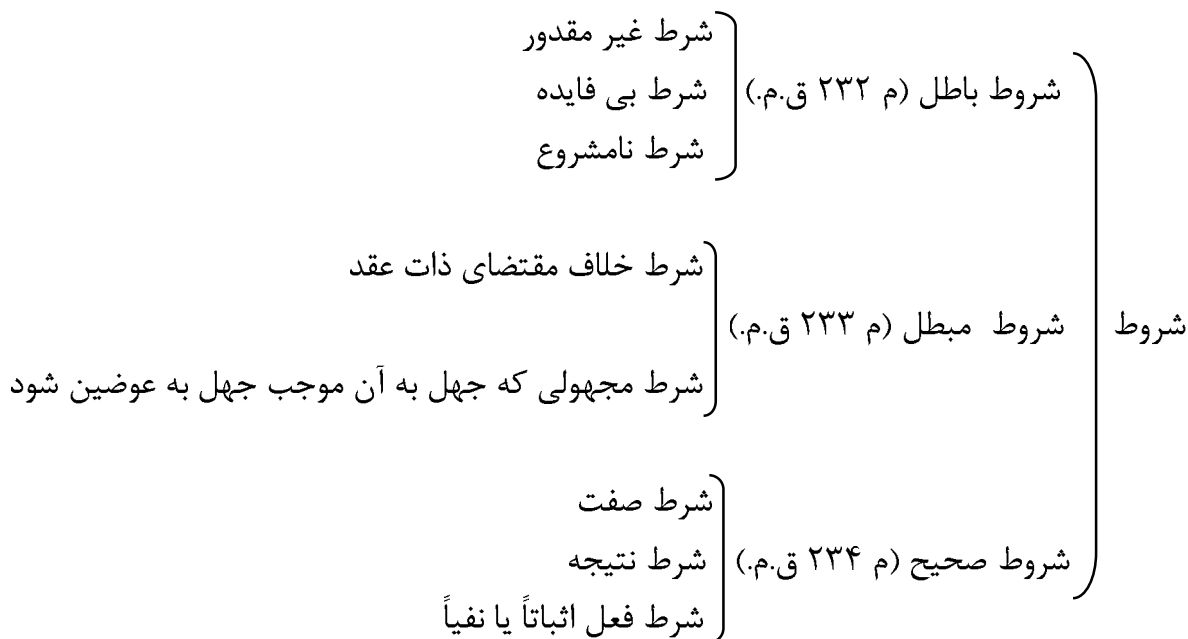 شروط
شروط باطل (م ۲۳۲ ق.م.)
شرط غیر مقدور
شرط بی فایده
شرط نامشروع
شروط مبطل (م ۲۳۳ ق.م.)
شرط خلاف مقتضای ذات عقد
شرط مجهولی که جهل به آن موجب جهل به عوضین شود
شروط صحیح (م ۲۳۴ ق.م.)
شرط صفت
شرط نتیجه
شرط فعل اثباتاً یا نفیاً